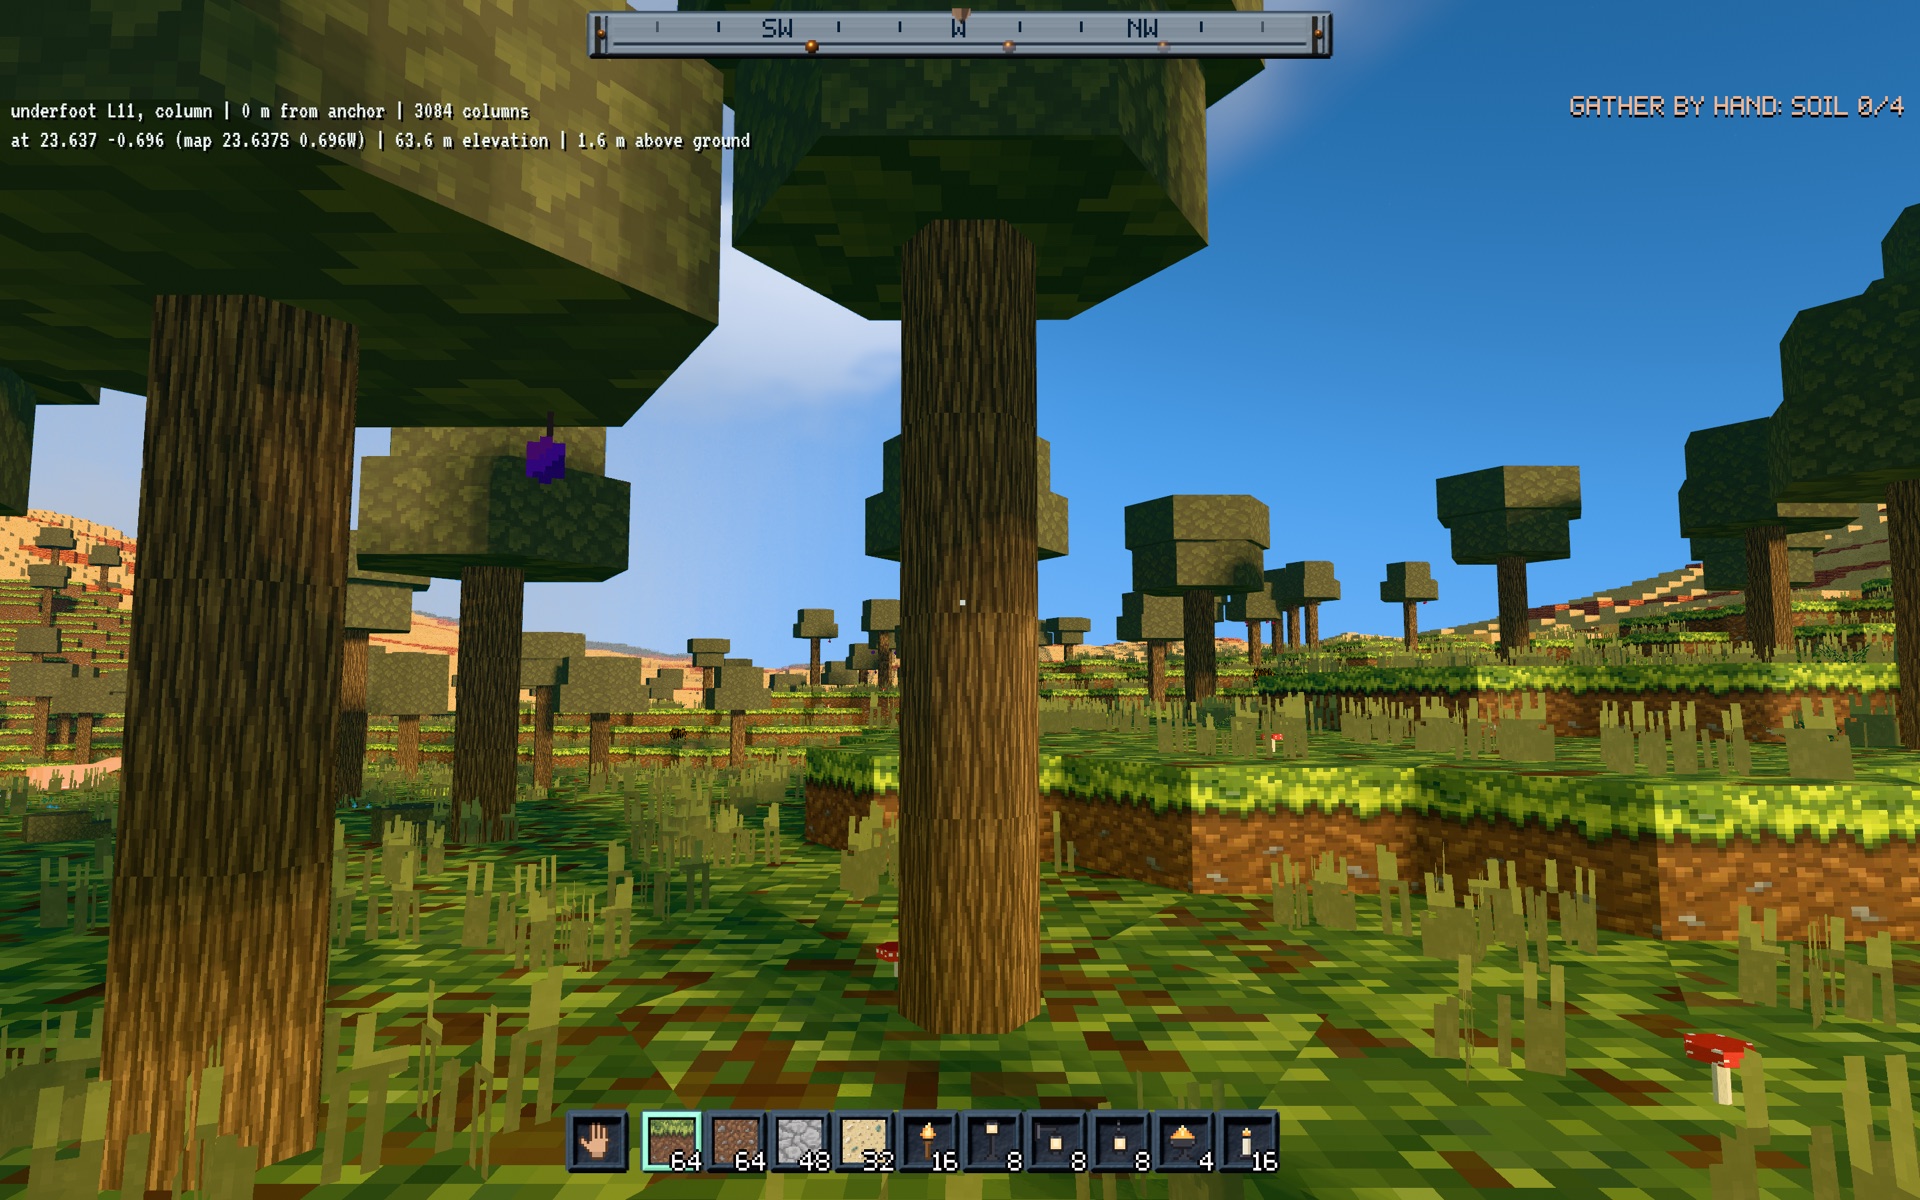 SW W NW
underfoot L11, column | 0 m from anchor | 3084 columns
at 23.637 -0.696 (map 23.637S 0.696W) | 63.6 m elevation | 1.6 m above ground
GATHER BY HAND: SOIL 0/4
64 64 48 32 16 8 8 8 4 16